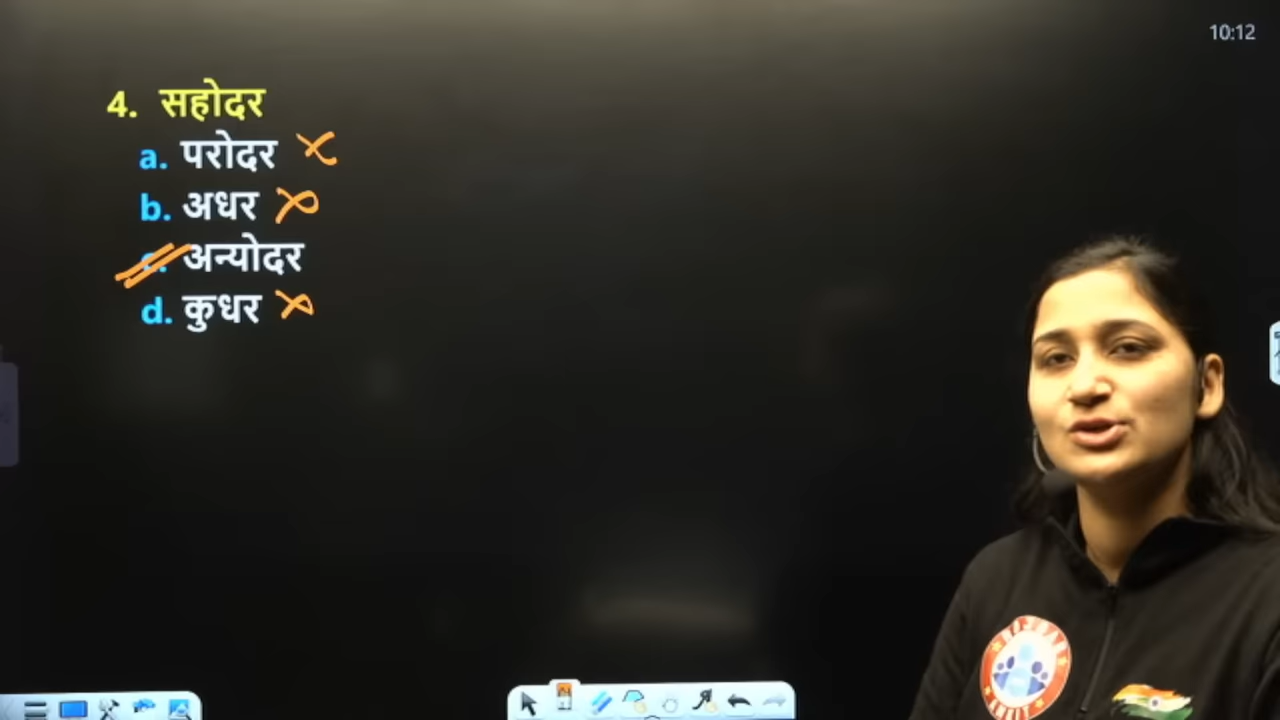 10:12
4. सहोदर
a. परोदर
b. अधर
c. अन्योदर
d. कुधर